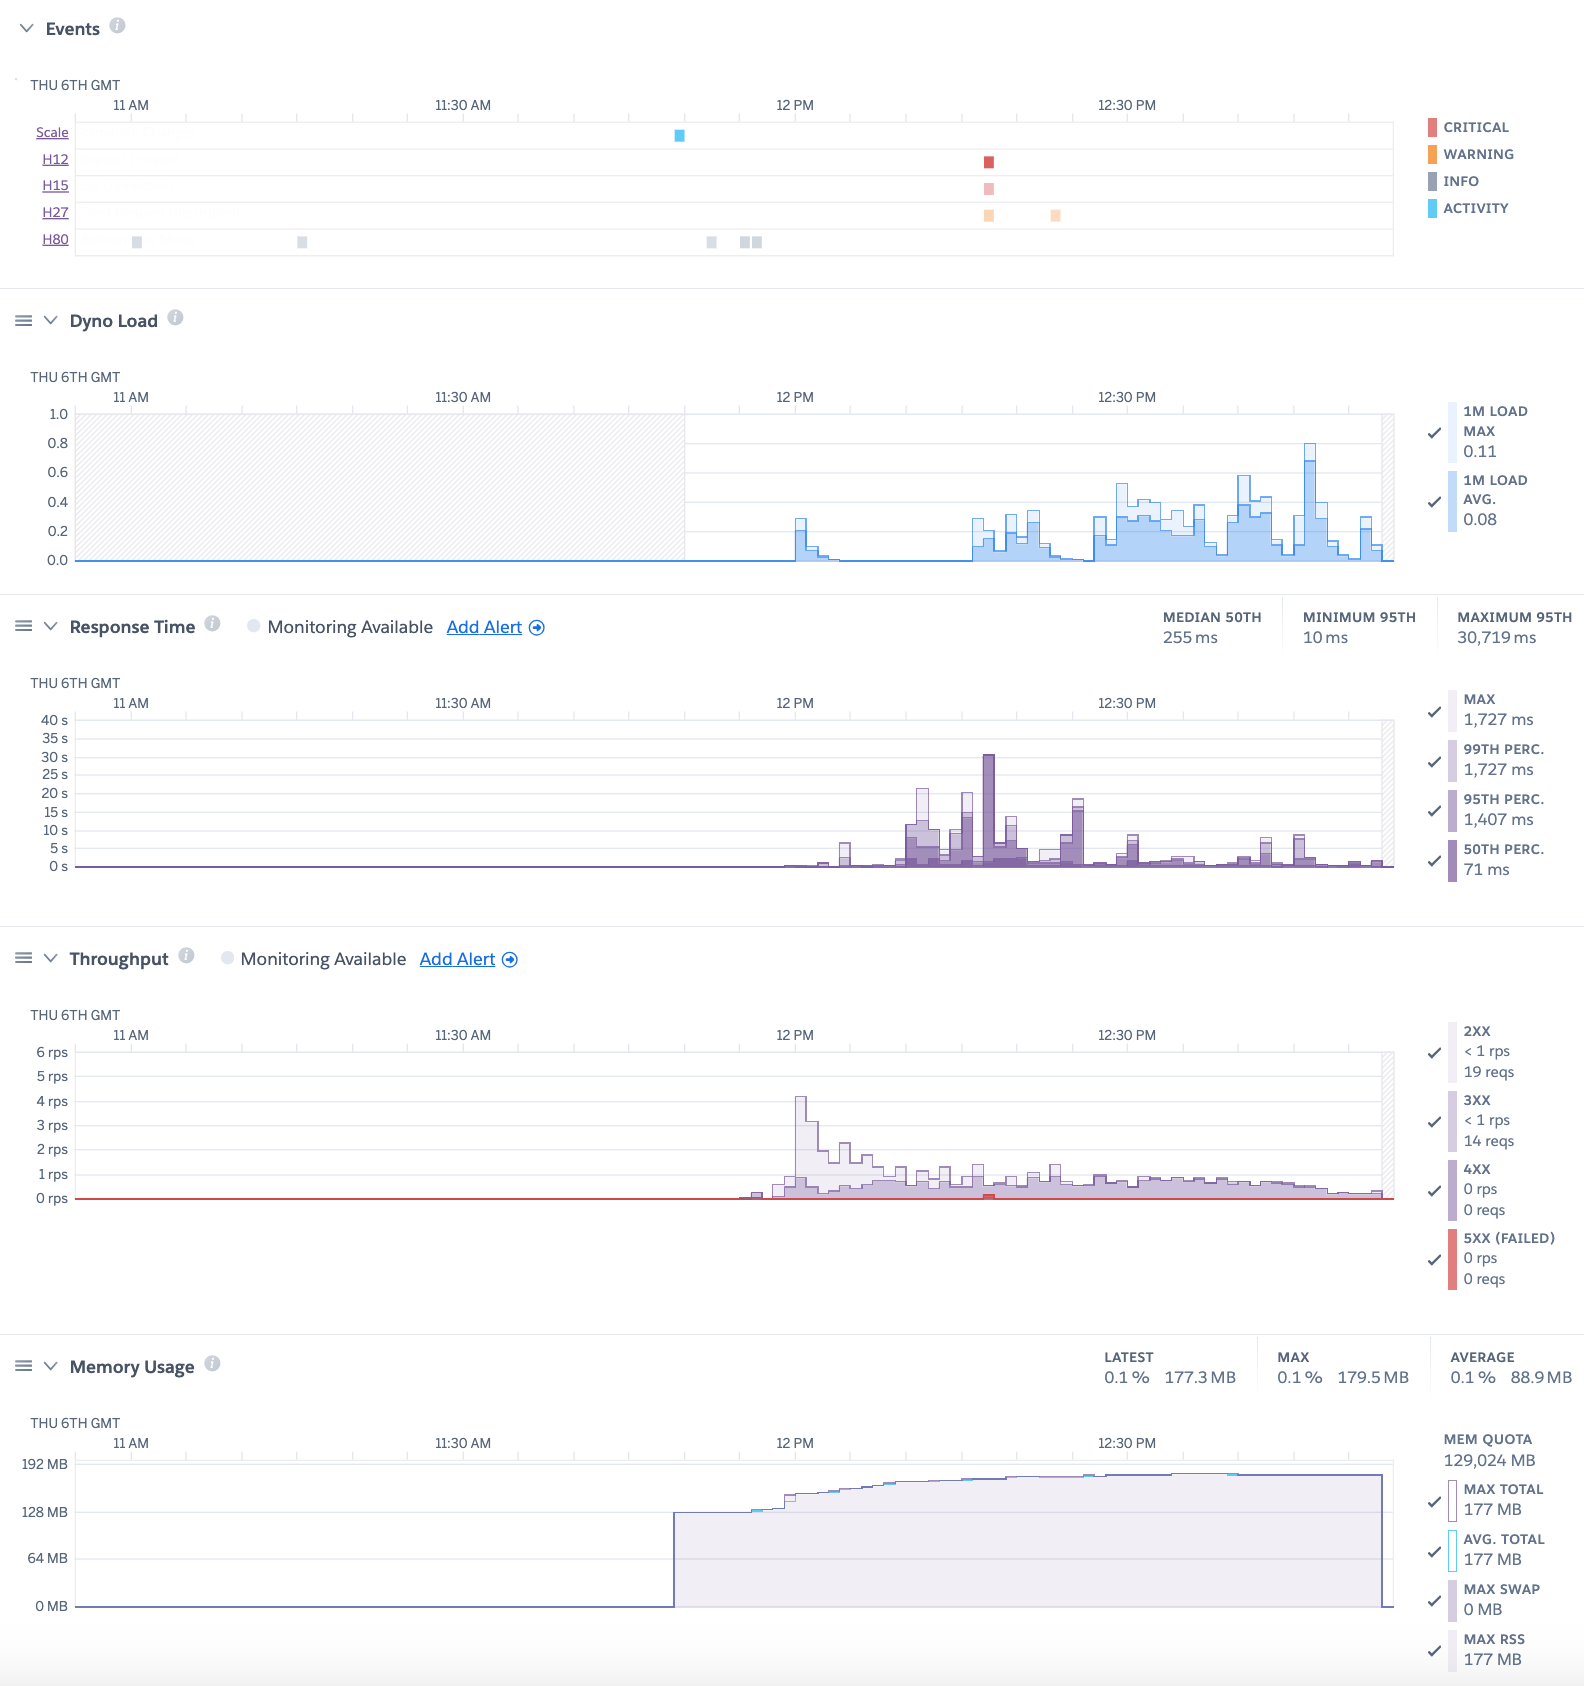 Events
THU 6TH GMT
11 AM 11:30 AM 12 PM 12:30 PM
Scale
H12
H15
H27
H80
CRITICAL
WARNING
INFO
ACTIVITY
Dyno Load
THU 6TH GMT
11 AM 11:30 AM 12 PM 12:30 PM
1.0
0.8
0.6
0.4
0.2
0.0
1M LOAD
MAX
0.11
1M LOAD
AVG.
0.08
Response Time Monitoring Available Add Alert
MEDIAN 50TH MINIMUM 95TH MAXIMUM 95TH
255 ms 10 ms 30,719 ms
THU 6TH GMT
11 AM 11:30 AM 12 PM 12:30 PM
40 s
35 s
30 s
25 s
20 s
15 s
10 s
5 s
0 s
MAX
1,727 ms
99TH PERC.
1,727 ms
95TH PERC.
1,407 ms
50TH PERC.
71 ms
Throughput Monitoring Available Add Alert
THU 6TH GMT
11 AM 11:30 AM 12 PM 12:30 PM
6 rps
5 rps
4 rps
3 rps
2 rps
1 rps
0 rps
2XX
< 1 rps
19 reqs
3XX
< 1 rps
14 reqs
4XX
0 rps
0 reqs
5XX (FAILED)
0 rps
0 reqs
Memory Usage
LATEST MAX AVERAGE
0.1 % 177.3 MB 0.1 % 179.5 MB 0.1 % 88.9 MB
THU 6TH GMT
11 AM 11:30 AM 12 PM 12:30 PM
192 MB
128 MB
64 MB
0 MB
MEM QUOTA
129,024 MB
MAX TOTAL
177 MB
AVG. TOTAL
177 MB
MAX SWAP
0 MB
MAX RSS
177 MB